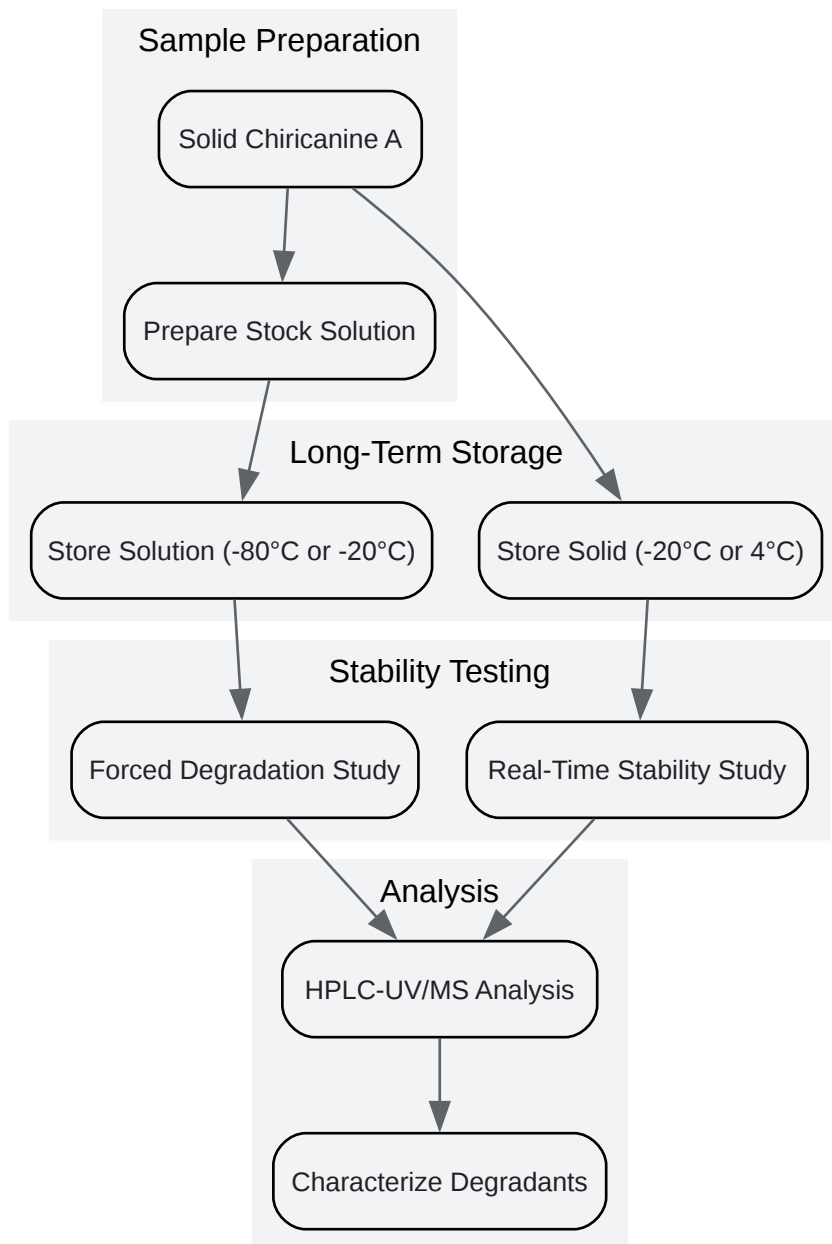 Sample Preparation
Solid Chiricanine A
Prepare Stock Solution
Long-Term Storage
Store Solution (-80°C or -20°C)
Store Solid (-20°C or 4°C)
Stability Testing
Forced Degradation Study
Real-Time Stability Study
Analysis
HPLC-UV/MS Analysis
Characterize Degradants